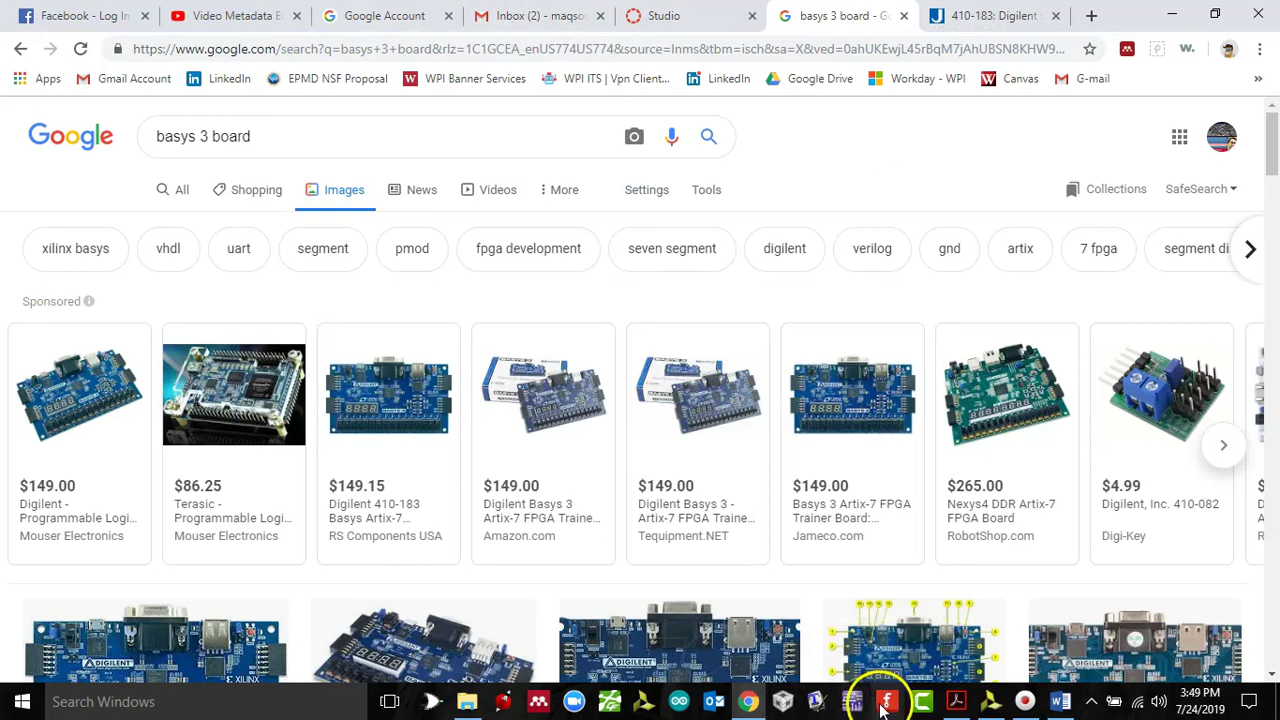 Facebook - Log In
Video Metadata E
Google Account
Inbox (2) – maqso
Studio
basys 3 board - Go
410-183: Digilent s
https://www.google.com/search?q=basys+3+board&rlz=1C1GCEA_enUS774US774&source=lnms&tbm=isch&sa=X&ved=0ahUKEwjL45rBqM7jAhUBSN8KHW9...
Apps
Gmail Account
LinkedIn
EPMD NSF Proposal
WPI Banner Services
WPI ITS | Vpn Client...
LinkedIn
Google Drive
Workday - WPI
Canvas
G-mail
Google
basys 3 board
All
Shopping
Images
News
Videos
More
Settings
Tools
Collections
SafeSearch
xilinx basys
vhdl
uart
segment
pmod
fpga development
seven segment
digilent
verilog
gnd
artix
7 fpga
segment di
Sponsored
$149.00
Digilent -
Programmable Logi...
Mouser Electronics
$86.25
Terasic -
Programmable Logi...
Mouser Electronics
$149.15
Digilent 410-183
Basys Artix-7...
RS Components USA
$149.00
Digilent Basys 3
Artix-7 FPGA Traine...
Amazon.com
$149.00
Digilent Basys 3 -
Artix-7 FPGA Traine...
Tequipment.NET
$149.00
Basys 3 Artix-7 FPGA
Trainer Board:...
Jameco.com
$265.00
Nexys4 DDR Artix-7
FPGA Board
RobotShop.com
$4.99
Digilent, Inc. 410-082
Digi-Key
DIGILENT
XILINX
DIGILENT
DIGILENT
XILINX
DIGILENT
DIGILENT
XILINX
Search Windows
3:49 PM
7/24/2019